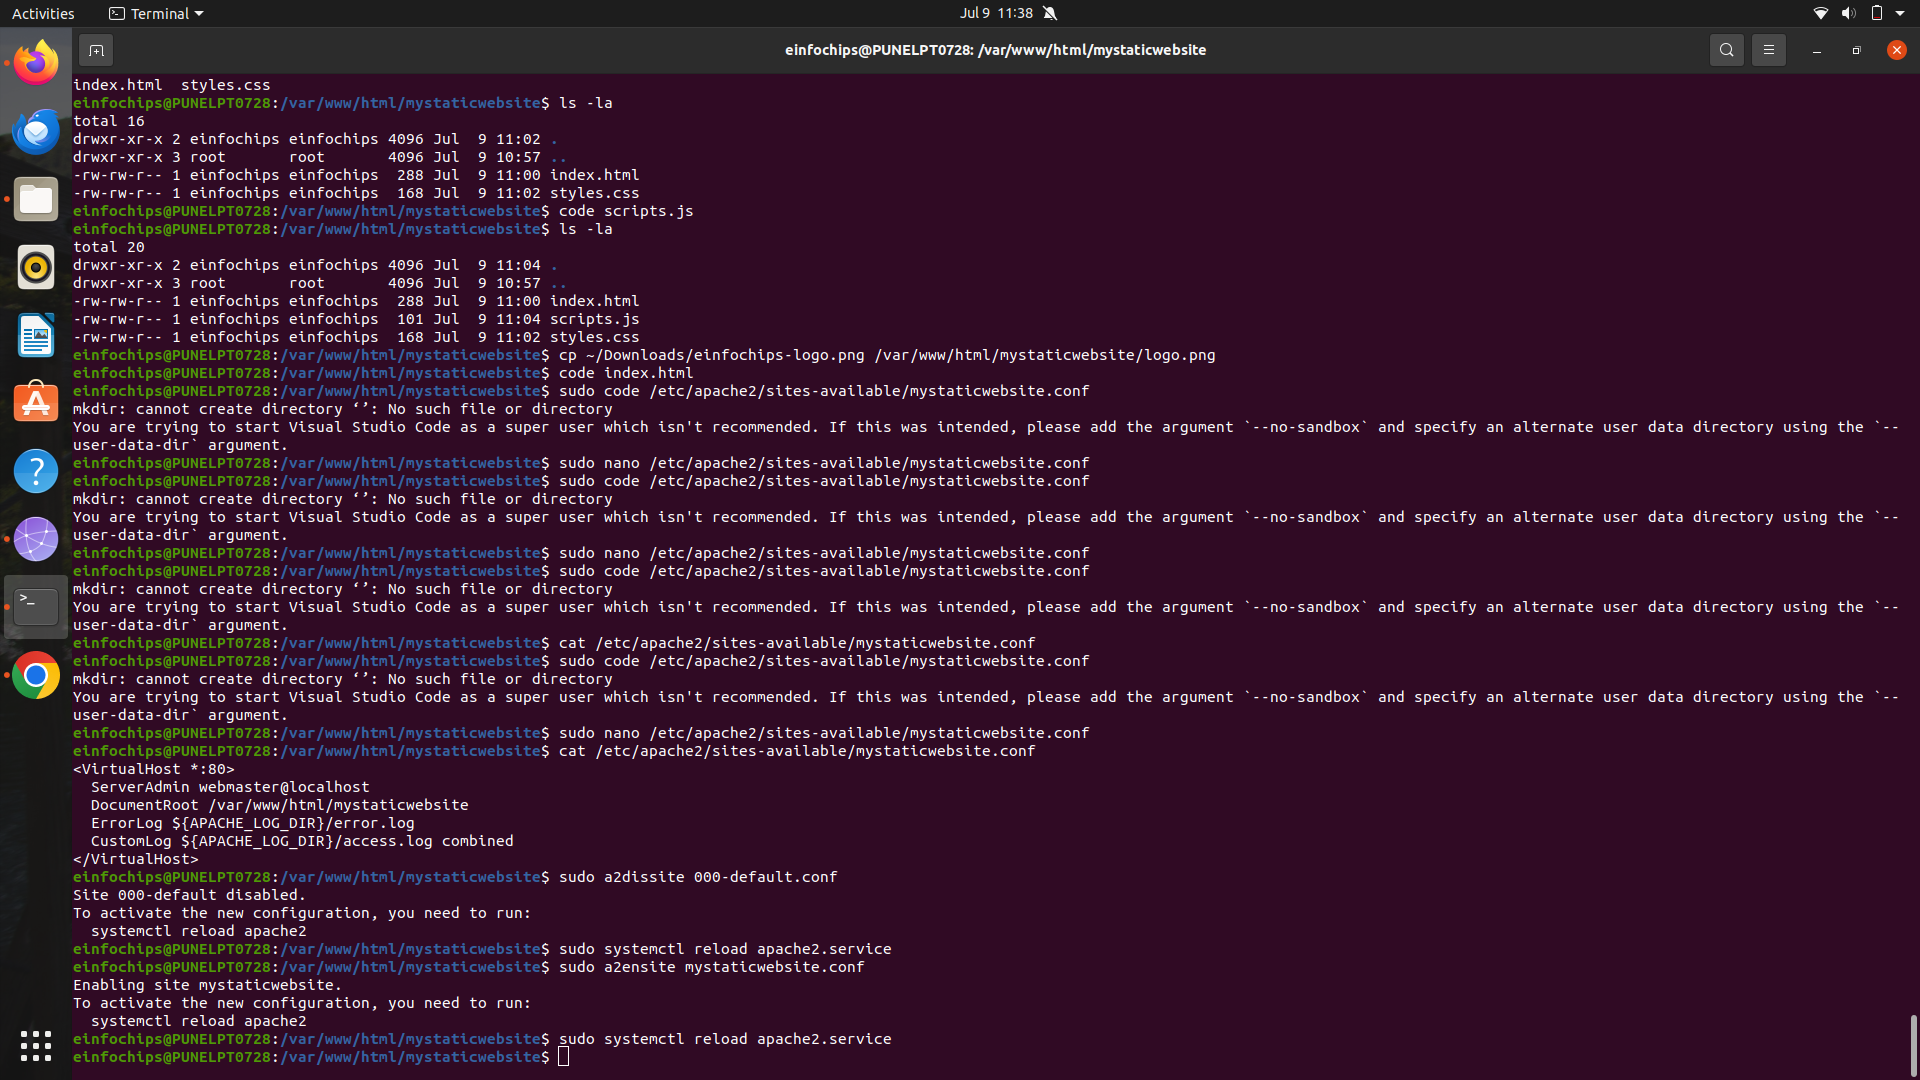 Activities
Terminal
Jul 9 11:38
einfochips@PUNELPT0728: /var/www/html/mystaticwebsite
index.html  styles.css
einfochips@PUNELPT0728:/var/www/html/mystaticwebsite$ ls -la
total 16
drwxr-xr-x 2 einfochips einfochips 4096 Jul  9 11:02 .
drwxr-xr-x 3 root       root       4096 Jul  9 10:57 ..
-rw-rw-r-- 1 einfochips einfochips  288 Jul  9 11:00 index.html
-rw-rw-r-- 1 einfochips einfochips  168 Jul  9 11:02 styles.css
einfochips@PUNELPT0728:/var/www/html/mystaticwebsite$ code scripts.js
einfochips@PUNELPT0728:/var/www/html/mystaticwebsite$ ls -la
total 20
drwxr-xr-x 2 einfochips einfochips 4096 Jul  9 11:04 .
drwxr-xr-x 3 root       root       4096 Jul  9 10:57 ..
-rw-rw-r-- 1 einfochips einfochips  288 Jul  9 11:00 index.html
-rw-rw-r-- 1 einfochips einfochips  101 Jul  9 11:04 scripts.js
-rw-rw-r-- 1 einfochips einfochips  168 Jul  9 11:02 styles.css
einfochips@PUNELPT0728:/var/www/html/mystaticwebsite$ cp ~/Downloads/einfochips-logo.png /var/www/html/mystaticwebsite/logo.png
einfochips@PUNELPT0728:/var/www/html/mystaticwebsite$ code index.html
einfochips@PUNELPT0728:/var/www/html/mystaticwebsite$ sudo code /etc/apache2/sites-available/mystaticwebsite.conf
mkdir: cannot create directory ‘’: No such file or directory
You are trying to start Visual Studio Code as a super user which isn't recommended. If this was intended, please add the argument `--no-sandbox` and specify an alternate user data directory using the `--
user-data-dir` argument.
einfochips@PUNELPT0728:/var/www/html/mystaticwebsite$ sudo nano /etc/apache2/sites-available/mystaticwebsite.conf
einfochips@PUNELPT0728:/var/www/html/mystaticwebsite$ sudo code /etc/apache2/sites-available/mystaticwebsite.conf
mkdir: cannot create directory ‘’: No such file or directory
You are trying to start Visual Studio Code as a super user which isn't recommended. If this was intended, please add the argument `--no-sandbox` and specify an alternate user data directory using the `--
user-data-dir` argument.
einfochips@PUNELPT0728:/var/www/html/mystaticwebsite$ sudo nano /etc/apache2/sites-available/mystaticwebsite.conf
einfochips@PUNELPT0728:/var/www/html/mystaticwebsite$ sudo code /etc/apache2/sites-available/mystaticwebsite.conf
mkdir: cannot create directory ‘’: No such file or directory
You are trying to start Visual Studio Code as a super user which isn't recommended. If this was intended, please add the argument `--no-sandbox` and specify an alternate user data directory using the `--
user-data-dir` argument.
einfochips@PUNELPT0728:/var/www/html/mystaticwebsite$ cat /etc/apache2/sites-available/mystaticwebsite.conf
einfochips@PUNELPT0728:/var/www/html/mystaticwebsite$ sudo code /etc/apache2/sites-available/mystaticwebsite.conf
mkdir: cannot create directory ‘’: No such file or directory
You are trying to start Visual Studio Code as a super user which isn't recommended. If this was intended, please add the argument `--no-sandbox` and specify an alternate user data directory using the `--
user-data-dir` argument.
einfochips@PUNELPT0728:/var/www/html/mystaticwebsite$ sudo nano /etc/apache2/sites-available/mystaticwebsite.conf
einfochips@PUNELPT0728:/var/www/html/mystaticwebsite$ cat /etc/apache2/sites-available/mystaticwebsite.conf
<VirtualHost *:80>
  ServerAdmin webmaster@localhost
  DocumentRoot /var/www/html/mystaticwebsite
  ErrorLog ${APACHE_LOG_DIR}/error.log
  CustomLog ${APACHE_LOG_DIR}/access.log combined
</VirtualHost>
einfochips@PUNELPT0728:/var/www/html/mystaticwebsite$ sudo a2dissite 000-default.conf
Site 000-default disabled.
To activate the new configuration, you need to run:
  systemctl reload apache2
einfochips@PUNELPT0728:/var/www/html/mystaticwebsite$ sudo systemctl reload apache2.service
einfochips@PUNELPT0728:/var/www/html/mystaticwebsite$ sudo a2ensite mystaticwebsite.conf
Enabling site mystaticwebsite.
To activate the new configuration, you need to run:
  systemctl reload apache2
einfochips@PUNELPT0728:/var/www/html/mystaticwebsite$ sudo systemctl reload apache2.service
einfochips@PUNELPT0728:/var/www/html/mystaticwebsite$